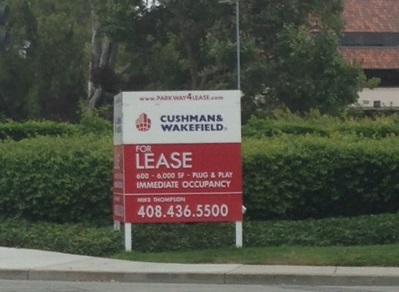 www.PARKWAY4LEASE.com
CUSHMAN &
WAKEFIELD®
FOR
LEASE
600 - 6,000 SF - PLUG & PLAY
IMMEDIATE OCCUPANCY
MIKE THOMPSON
408.436.5500